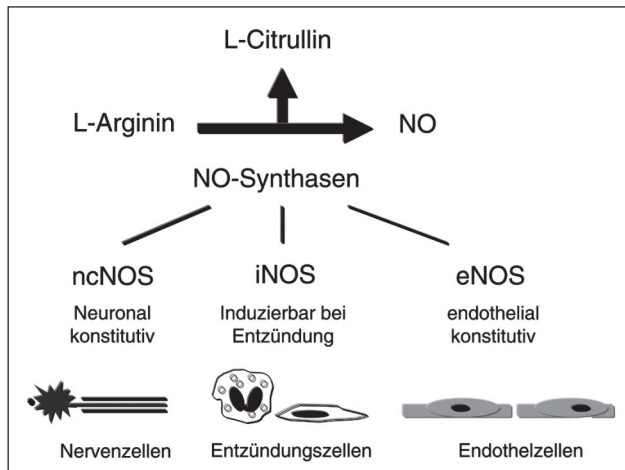 L-Citrullin
L-Arginin NO
NO-Synthasen
ncNOS iNOS eNOS
Neuronal konstitutiv Induzierbar bei Entzündung endothelial konstitutiv
Nervenzellen Entzündungszellen Endothelzellen